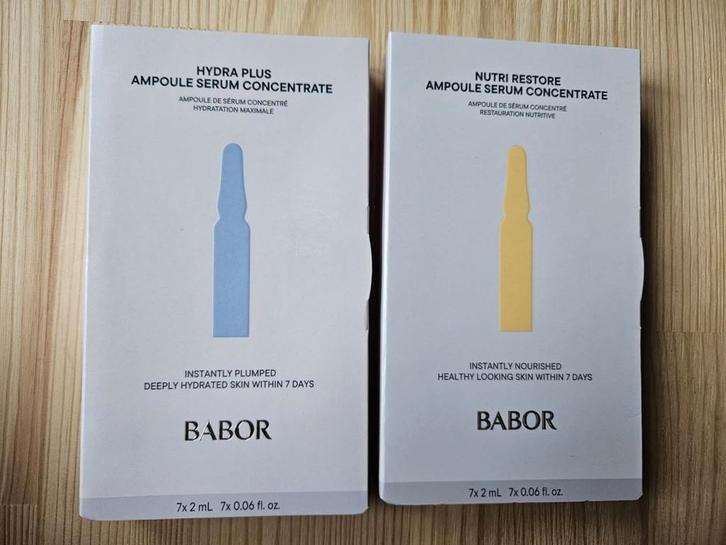 HYDRA PLUS
AMPOULE SERUM CONCENTRATE
AMPOULE DE SÉRUM CONCENTRÉ
HYDRATATION MAXIMALE
INSTANTLY PLUMPED
DEEPLY HYDRATED SKIN WITHIN 7 DAYS
BABOR
7x 2 mL 7x 0.06 fl. oz.
NUTRI RESTORE
AMPOULE SERUM CONCENTRATE
AMPOULE DE SÉRUM CONCENTRÉ
RESTAURATION NUTRITIVE
INSTANTLY NOURISHED
HEALTHY LOOKING SKIN WITHIN 7 DAYS
BABOR
7x 2 mL 7x 0.06 fl. oz.